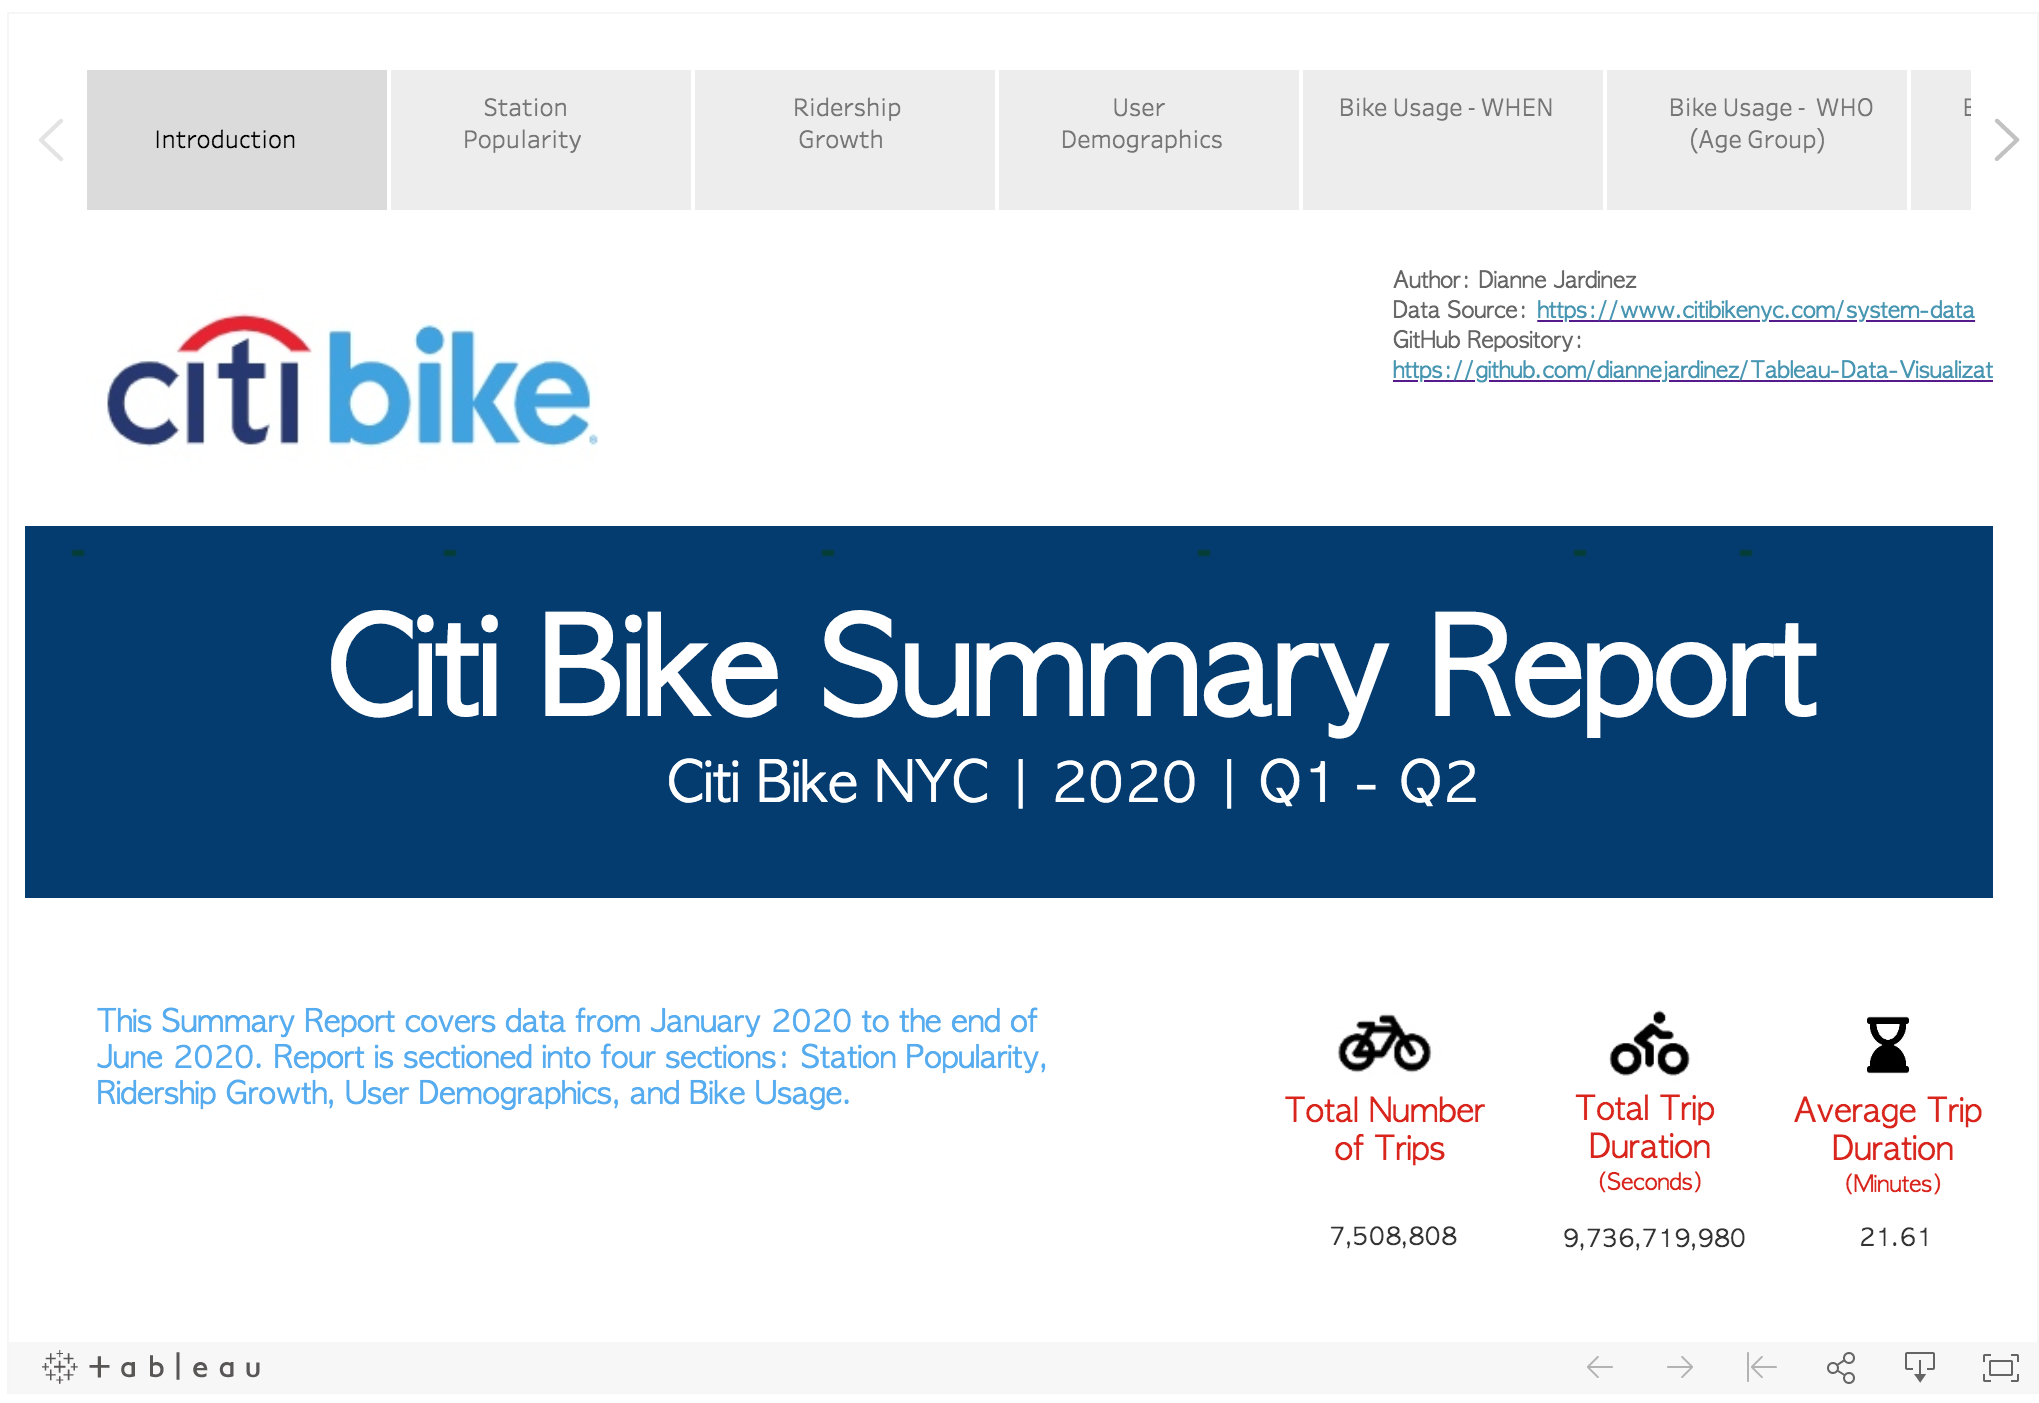 Introduction
Station
Popularity
Ridership
Growth
User
Demographics
Bike Usage - WHEN
Bike Usage - WHO
(Age Group)
citi bike
Author: Dianne Jardinez
Data Source: https://www.citibikenyc.com/system-data
GitHub Repository:
https://github.com/diannejardinez/Tableau-Data-Visualizat
Citi Bike Summary Report
Citi Bike NYC | 2020 | Q1 - Q2
This Summary Report covers data from January 2020 to the end of
June 2020. Report is sectioned into four sections: Station Popularity,
Ridership Growth, User Demographics, and Bike Usage.
Total Number
of Trips
7,508,808
Total Trip
Duration
(Seconds)
9,736,719,980
Average Trip
Duration
(Minutes)
21.61
tableau